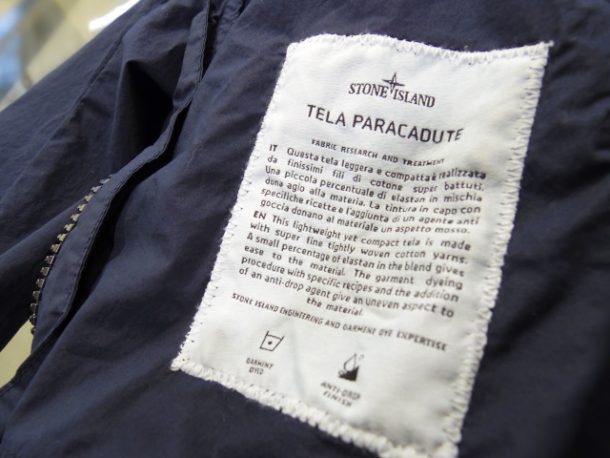 STONE ISLAND
TELA PARACADUTE
FABRIC RESEARCH AND TREATMENT
IT Questa tela leggera e compatta è realizzata
da finissimi fili di cotone super battuti.
Una piccola percentuale di elastan in mischia
dona agio alla materia. La tintura in capo con
specifiche ricette e l'aggiunta di un agente anti
goccia donano al materiale un aspetto mosso.
EN This lightweight yet compact tela is made
with super fine tightly woven cotton yarns.
A small percentage of elastan in the blend gives
ease to the material. The garment dyeing
procedure with specific recipes and the addition
of an anti-drop agent give an uneven aspect to
the material.
STONE ISLAND ENGINEERING AND GARMENT DYE EXPERTISE
GARMENT
DYED
ANTI-DROP
FINISH